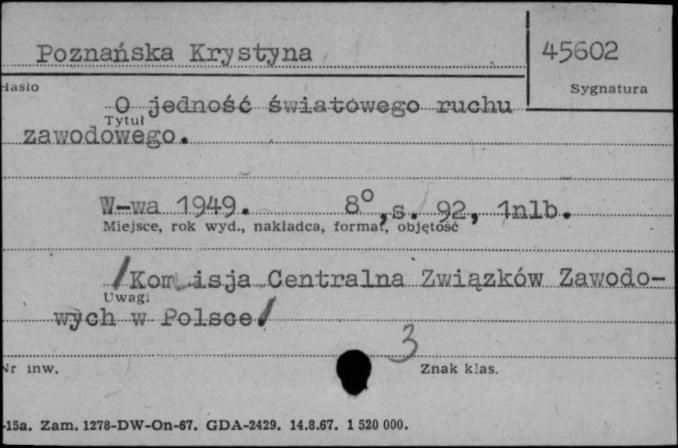 Poznańska Krystyna
45602
Hasło
Sygnatura
O jedność światowego ruchu
Tytuł
zawodowego.
W-wa 1949. 8°, s. 92, 1nlb.
Miejsce, rok wyd., nakładca, format, objętość
/Komisja Centralna Związków Zawodo-
Uwagi
wych w Polsce/
3
Nr inw.
Znak klas.
-15a. Zam. 1278-DW-On-67. GDA-2429. 14.8.67. 1 520 000.